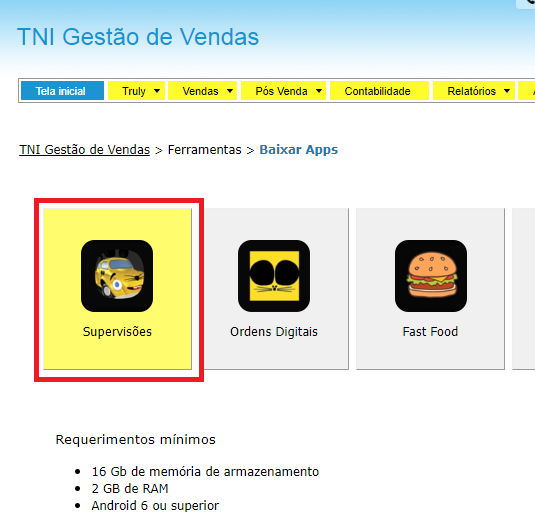 TNI Gestão de Vendas
Tela inicial Truly Vendas Pós Venda Contabilidade Relatórios
TNI Gestão de Vendas > Ferramentas > Baixar Apps
Supervisões Ordens Digitais Fast Food
Requerimentos mínimos
• 16 Gb de memória de armazenamento
• 2 GB de RAM
• Android 6 ou superior